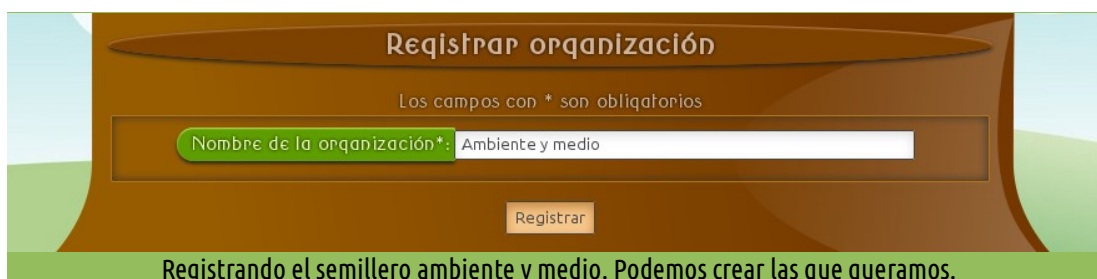 Registrar organización
Los campos con * son obligatorios
Nombre de la organización*: Ambiente y medio
Registrar
Registrando el semillero ambiente y medio. Podemos crear las que queramos.